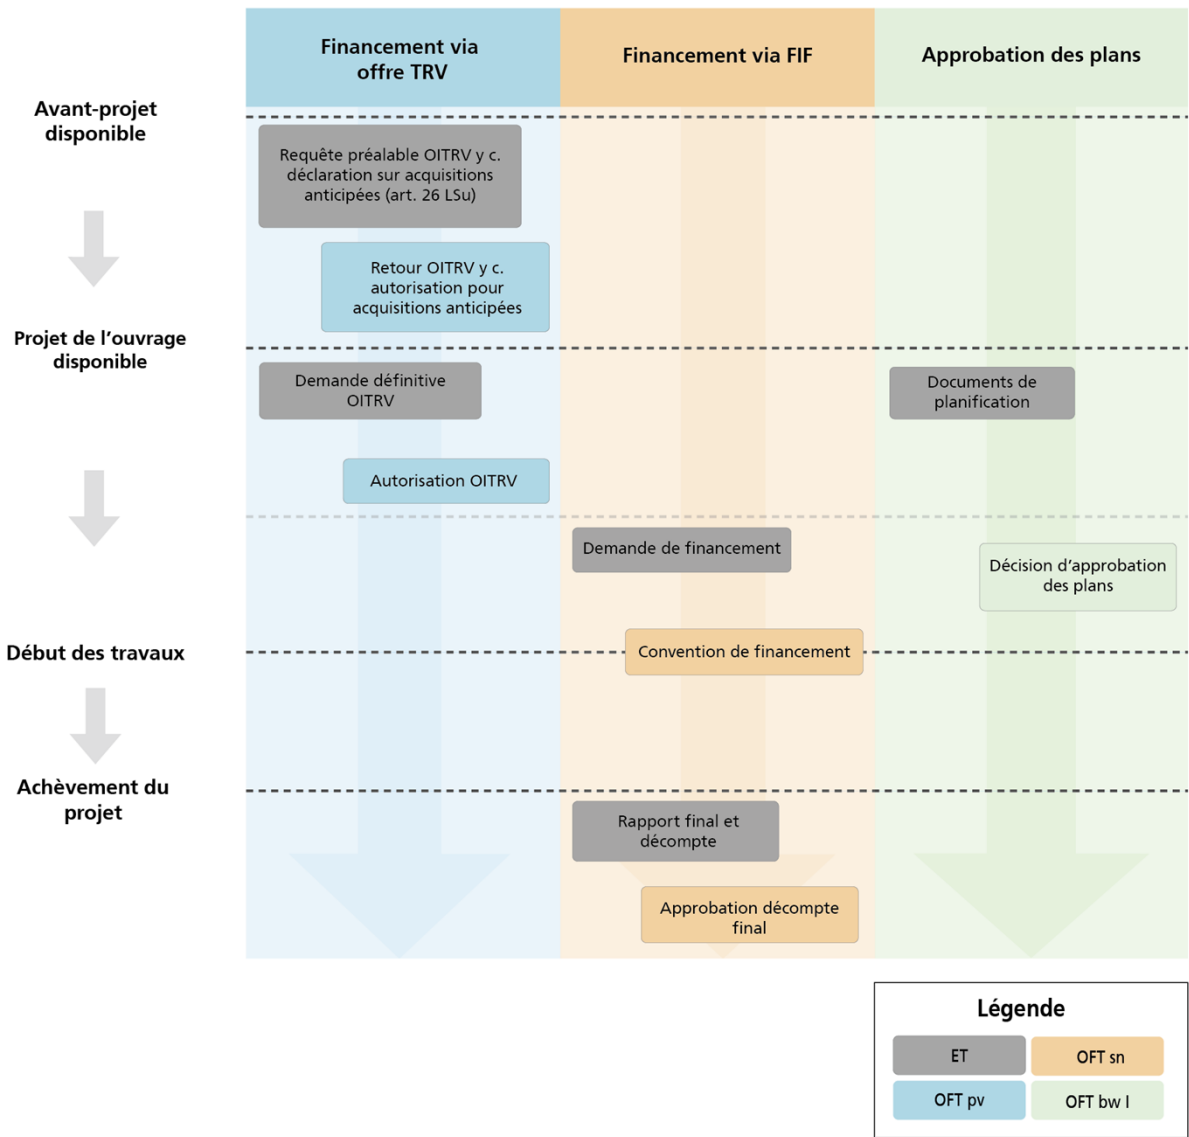 Financement via
offre TRV
Financement via FIF
Approbation des plans
Avant-projet
disponible
Requête préalable OITRV y c.
déclaration sur acquisitions
anticipées (art. 26 LSu)
Retour OITRV y c.
autorisation pour
acquisitions anticipées
Projet de l’ouvrage
disponible
Demande définitive
OITRV
Documents de
planification
Autorisation OITRV
Demande de financement
Décision d’approbation
des plans
Début des travaux
Convention de financement
Achèvement du
projet
Rapport final et
décompte
Approbation décompte
final
Légende
ET
OFT sn
OFT pv
OFT bw I